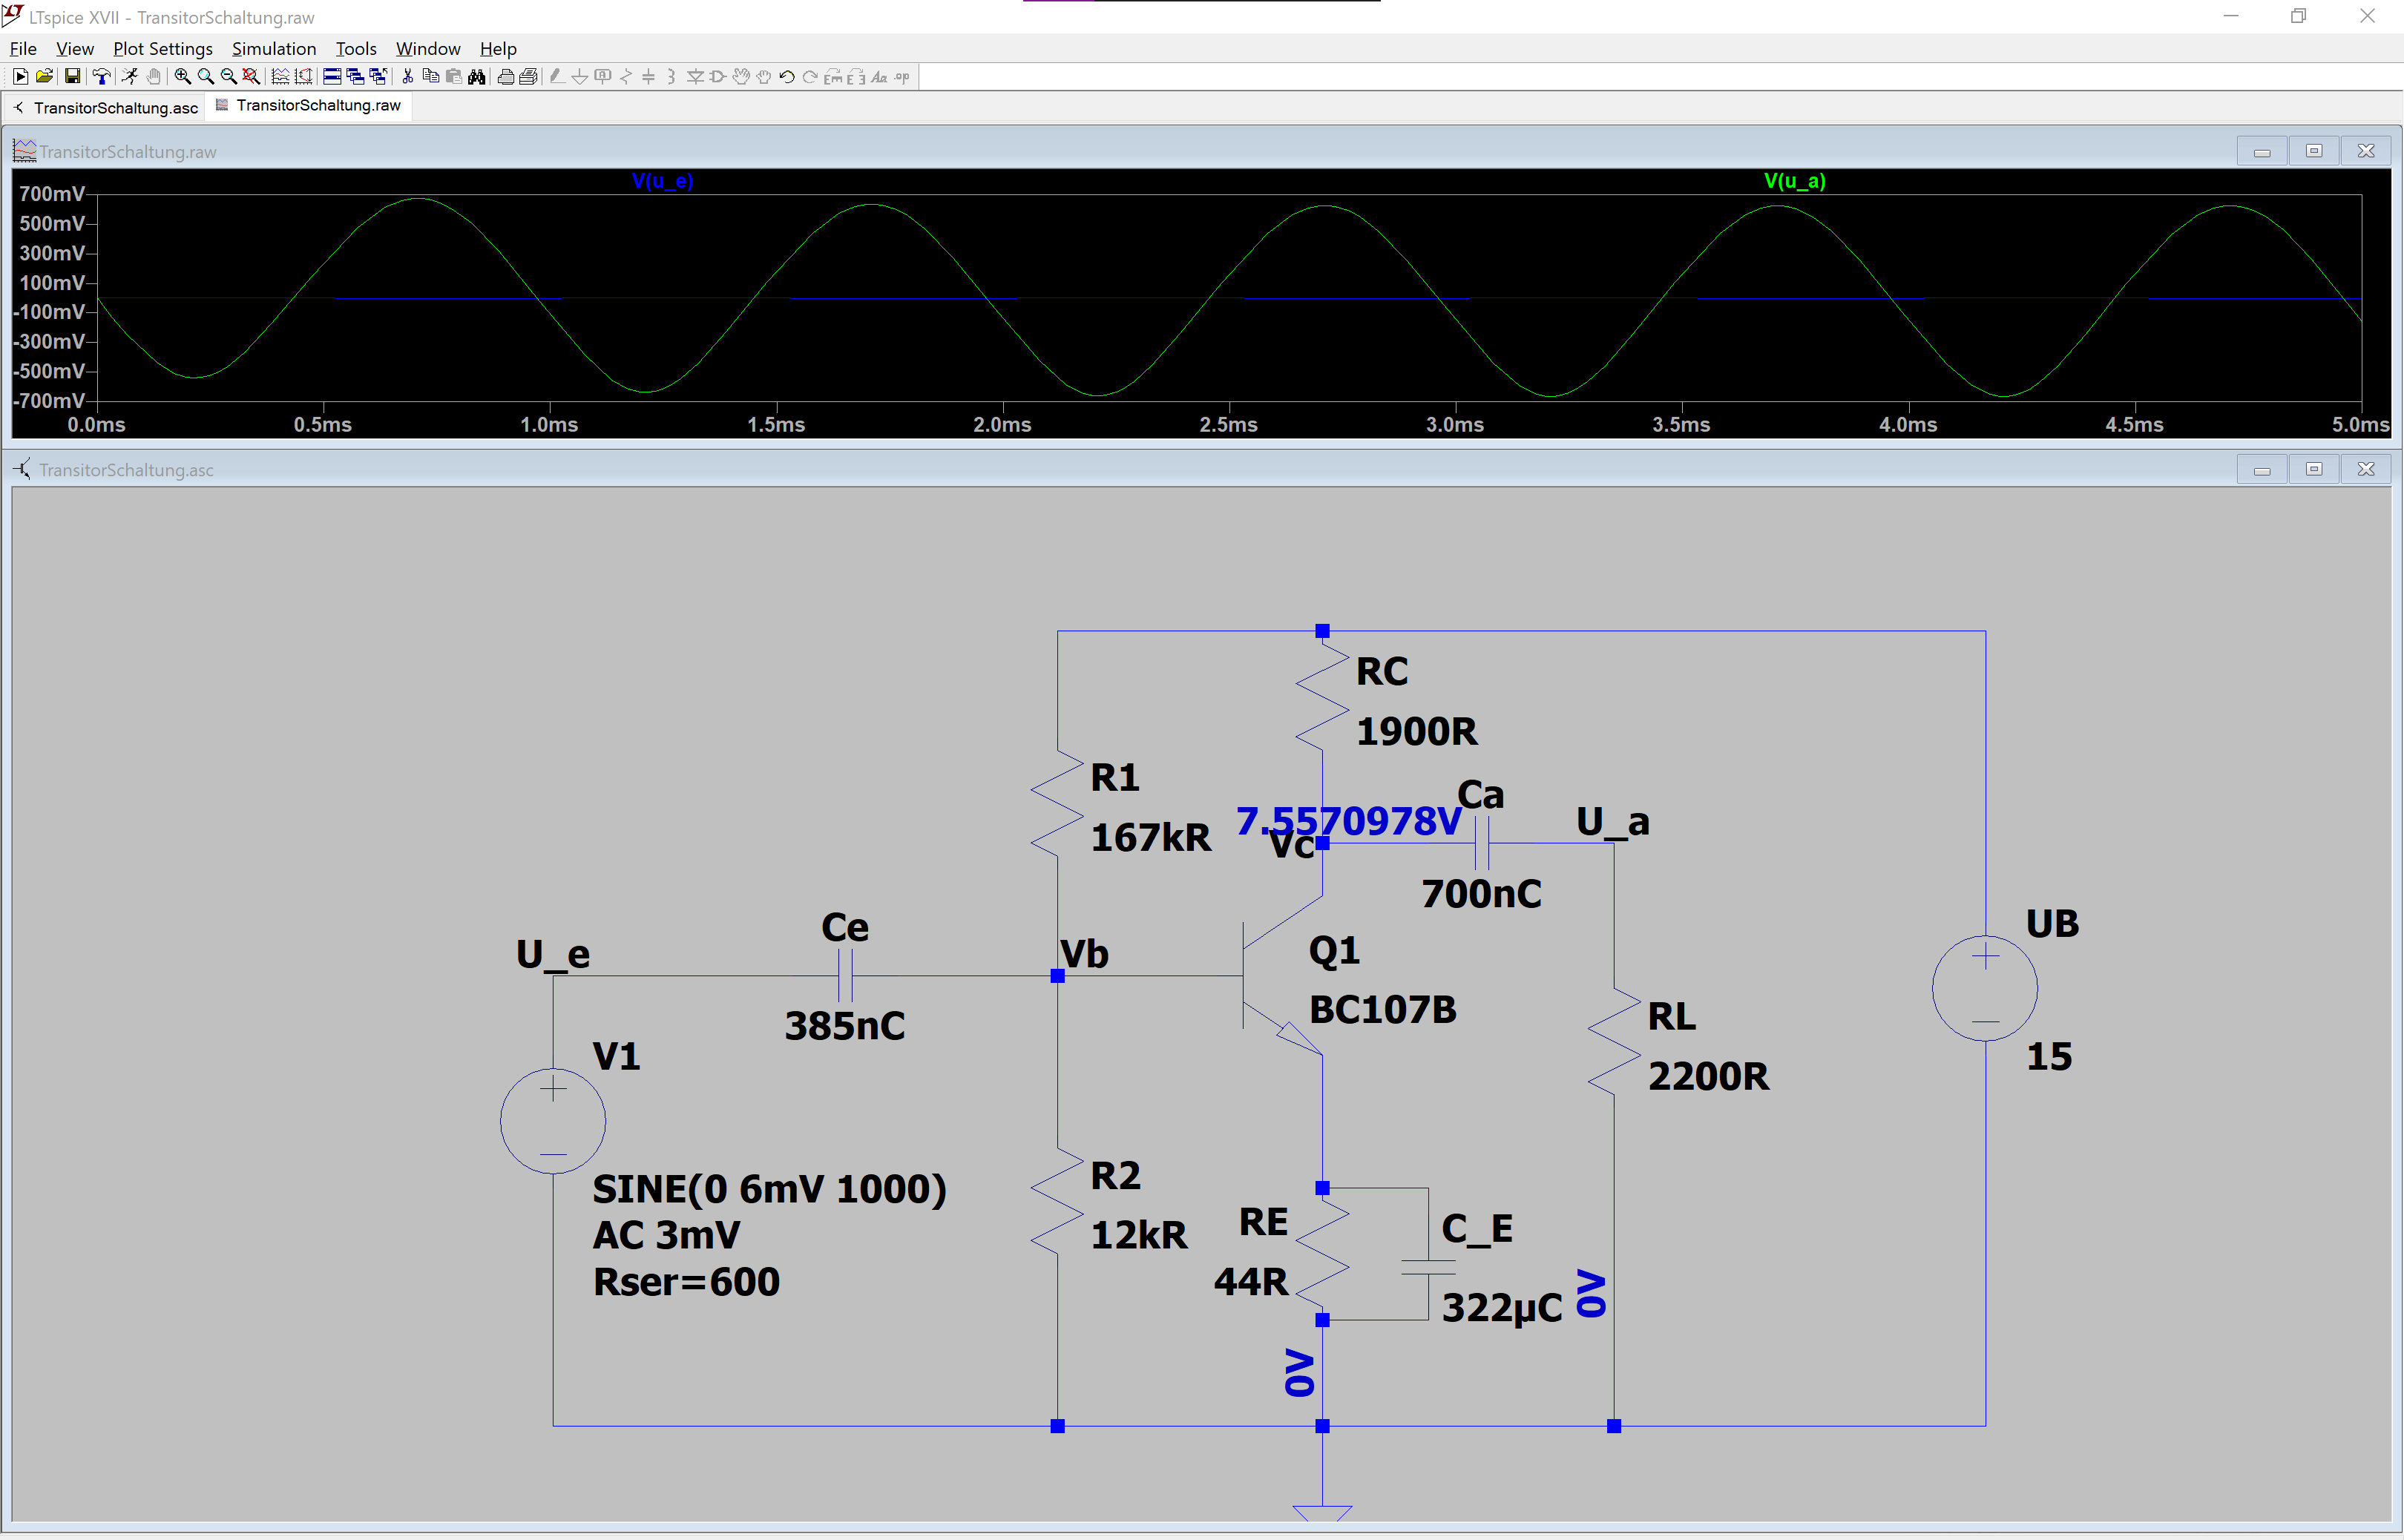 LTspice XVII - TransitorSchaltung.raw
File View Plot Settings Simulation Tools Window Help
TransitorSchaltung.asc TransitorSchaltung.raw
TransitorSchaltung.raw
V(u_e) V(u_a)
700mV
500mV
300mV
100mV
-100mV
-300mV
-500mV
-700mV
0.0ms 0.5ms 1.0ms 1.5ms 2.0ms 2.5ms 3.0ms 3.5ms 4.0ms 4.5ms 5.0ms
TransitorSchaltung.asc
RC
1900R
R1
167kR
7.5570978V
Vc
Ca
700nC
U_a
U_e
Ce
385nC
Vb
Q1
BC107B
UB
15
RL
2200R
V1
SINE(0 6mV 1000)
AC 3mV
Rser=600
R2
12kR
RE
44R
C_E
322µC
0V
0V